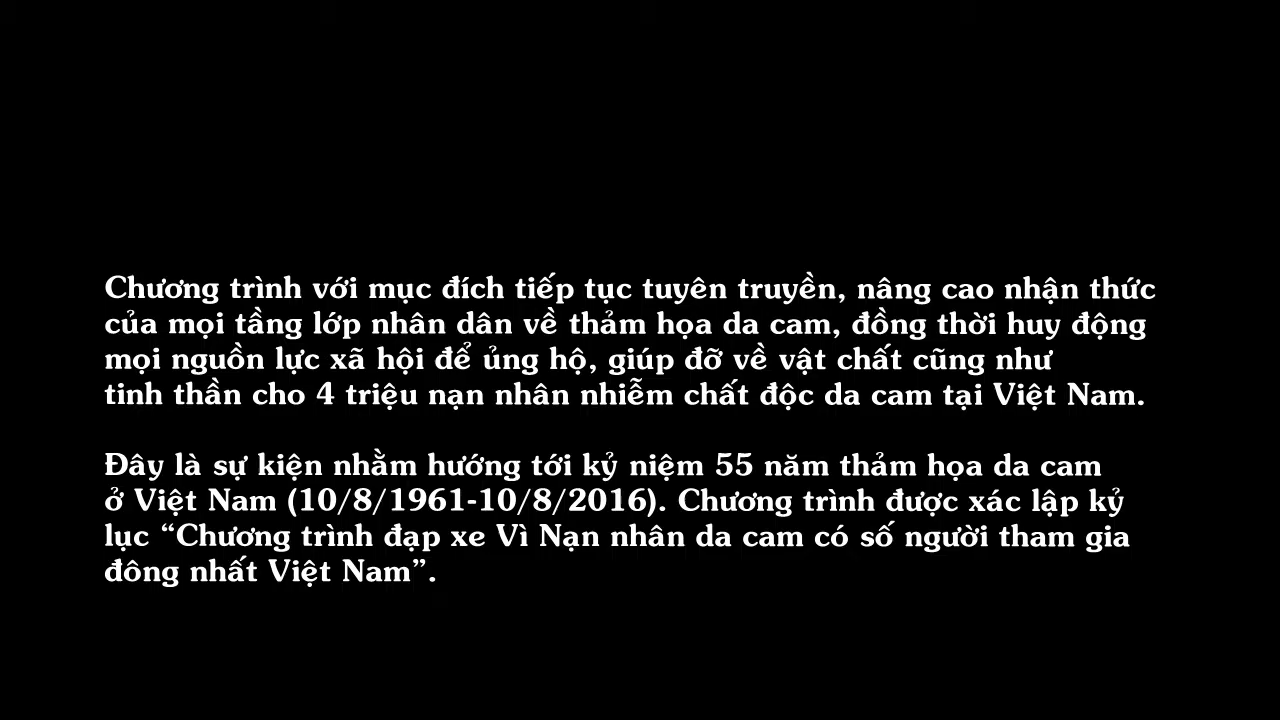 Chương trình với mục đích tiếp tục tuyên truyền, nâng cao nhận thức
của mọi tầng lớp nhân dân về thảm họa da cam, đồng thời huy động
mọi nguồn lực xã hội để ủng hộ, giúp đỡ về vật chất cũng như
tinh thần cho 4 triệu nạn nhân nhiễm chất độc da cam tại Việt Nam.
Đây là sự kiện nhằm hướng tới kỷ niệm 55 năm thảm họa da cam
ở Việt Nam (10/8/1961-10/8/2016). Chương trình được xác lập kỷ
lục “Chương trình đạp xe Vì Nạn nhân da cam có số người tham gia
đông nhất Việt Nam”.